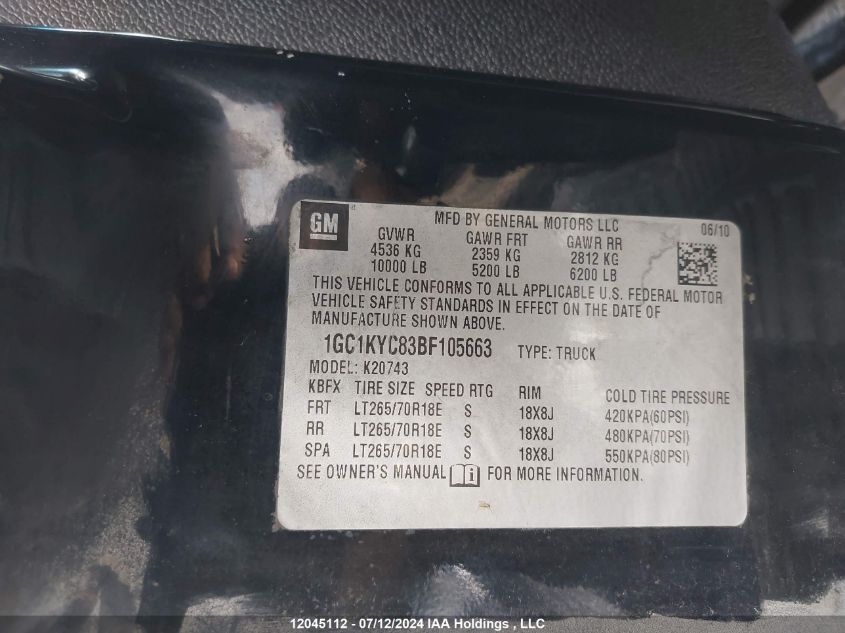 GM
MFD BY GENERAL MOTORS LLC 06/10
GVWR GAWR FRT GAWR RR
4536 KG 2359 KG 2812 KG
10000 LB 5200 LB 6200 LB
THIS VEHICLE CONFORMS TO ALL APPLICABLE U.S. FEDERAL MOTOR
VEHICLE SAFETY STANDARDS IN EFFECT ON THE DATE OF
MANUFACTURE SHOWN ABOVE.
1GC1KYC83BF105663 TYPE: TRUCK
MODEL: K20743
KBFX TIRE SIZE SPEED RTG RIM COLD TIRE PRESSURE
FRT LT265/70R18E S 18X8J 420KPA(60PSI)
RR LT265/70R18E S 18X8J 480KPA(70PSI)
SPA LT265/70R18E S 18X8J 550KPA(80PSI)
SEE OWNER'S MANUAL FOR MORE INFORMATION.
12045112 - 07/12/2024 IAA Holdings , LLC